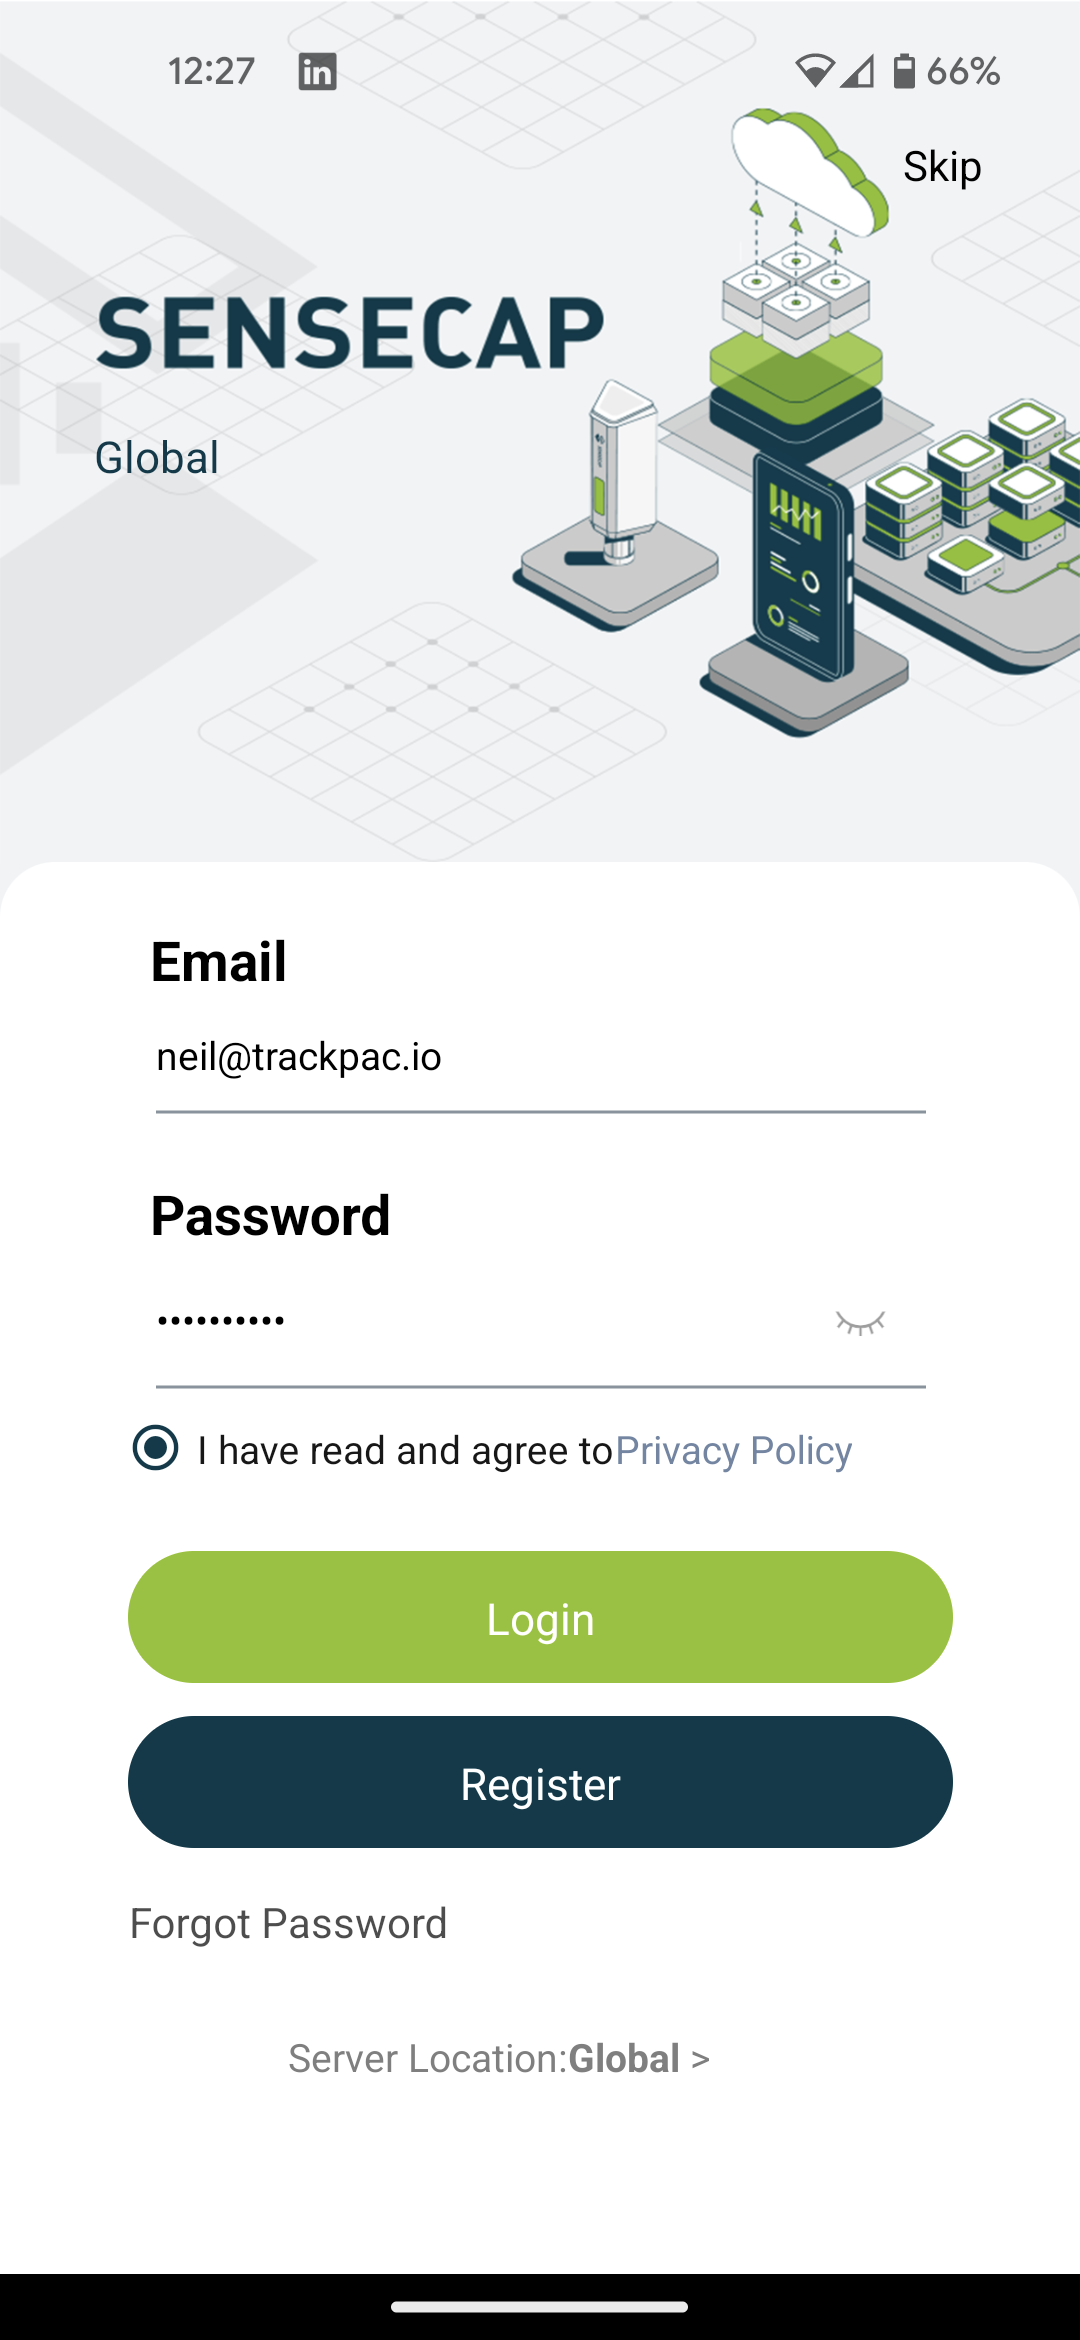 12:27 in 66%
Skip
SENSECAP
Global
Email
neil@trackpac.io
Password
••••••••••
I have read and agree toPrivacy Policy
Login
Register
Forgot Password
Server Location:Global >